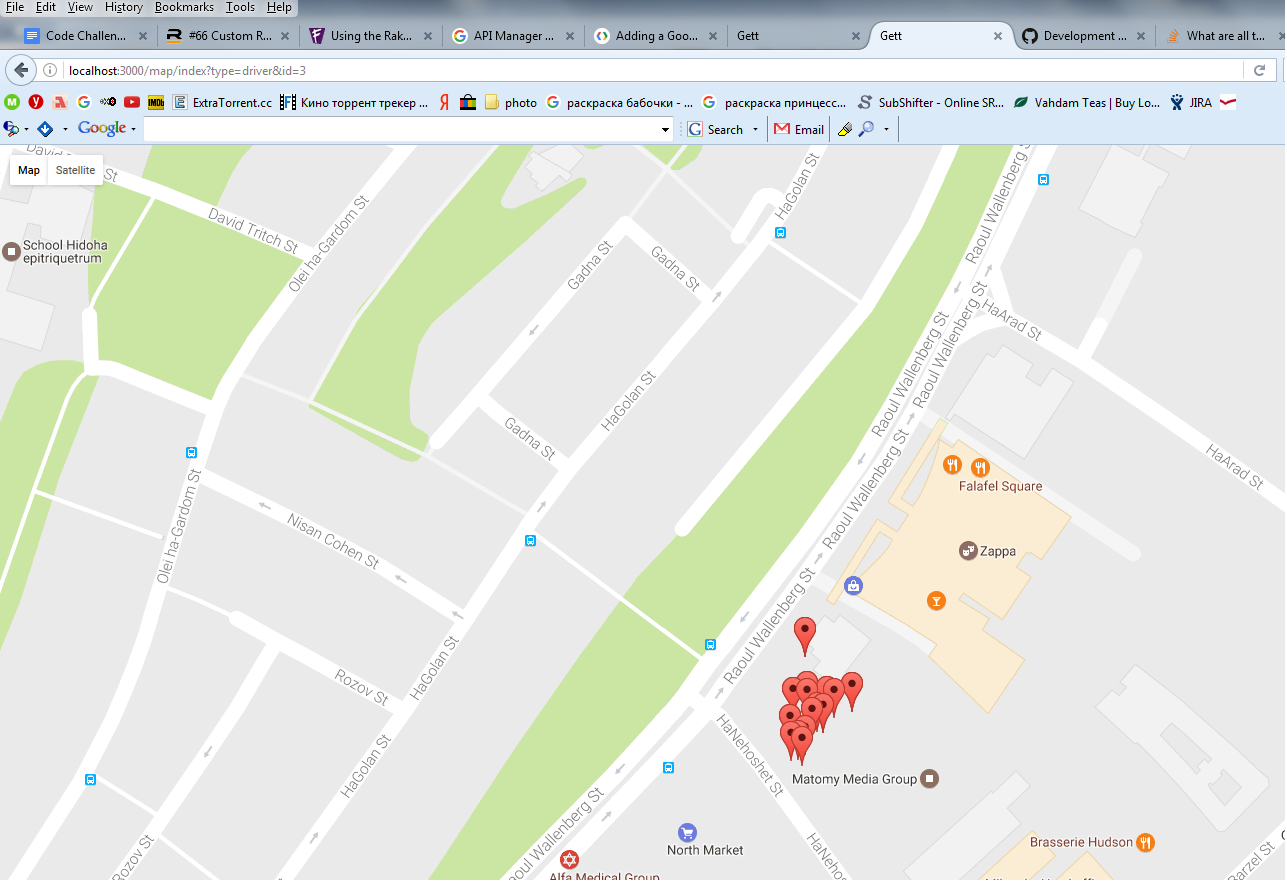 File Edit View History Bookmarks Tools Help
Code Challen... #66 Custom R... Using the Rak... API Manager ... Adding a Goo... Gett Gett Development ... What are all t...
localhost:3000/map/index?type=driver&id=3
ExtraTorrent.cc Кино торрент трекер ... photo раскраска бабочки - ... раскраска принцесс... SubShifter - Online SR... Vahdam Teas | Buy Lo... JIRA
Google Search Email
Map Satellite
David Tritch St
HaGolan St
Raoul Wallenberg St
David Tritch St
Olei ha-Gardom St
School Hidoha
epitriquetrum
Gadna St
Gadna St
Raoul Wallenberg St
HaArad St
Raoul Wallenberg St
HaGolan St
Gadna St
HaArad St
Falafel Square
Raoul Wallenberg St
Olei ha-Gardom St
Nisan Cohen St
Zappa
Raoul Wallenberg St
HaGolan St
Rozov St
HaGolan St
HaNehoshet St
Matomy Media Group
North Market
Brasserie Hudson
Rozov St
oul Wallenberg St
HaNehos
Barzel St
Alfa Medical Group